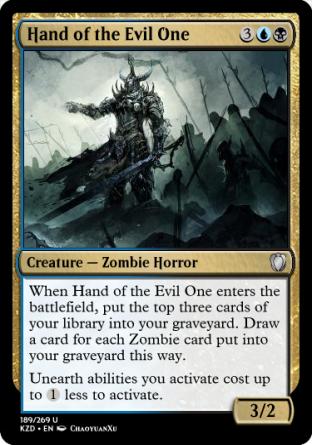 Hand of the Evil One 3
Creature — Zombie Horror
When Hand of the Evil One enters the
battlefield, put the top three cards of
your library into your graveyard. Draw
a card for each Zombie card put into
your graveyard this way.
Unearth abilities you activate cost up
to 1 less to activate.
3/2
189/269 U
KZD • EN ChaoyuanXu